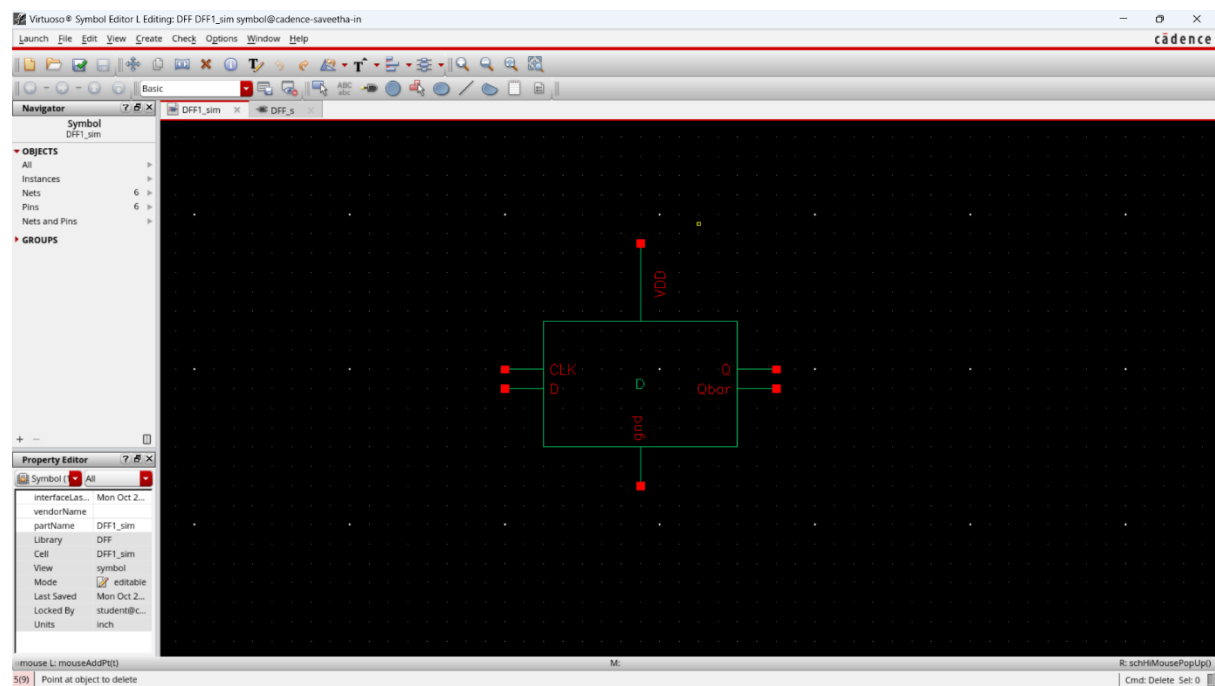 Virtuoso® Symbol Editor L Editing: DFF DFF1_sim symbol@cadence-saveetha-in
Launch File Edit View Create Check Options Window Help
cādence
Basic
Navigator
DFF1_sim
DFF_s
Symbol
DFF1_sim
OBJECTS
All
Instances
Nets 6
Pins 6
Nets and Pins
GROUPS
VDD
CLK
Q
D
D
Qbar
gnd
Property Editor
Symbol (1 All
interfaceLas... Mon Oct 2...
vendorName
partName DFF1_sim
Library DFF
Cell DFF1_sim
View symbol
Mode editable
Last Saved Mon Oct 2...
Locked By student@c...
Units inch
mouse L: mouseAddPt(t) M: R: schHiMousePopUp()
5(9) Point at object to delete Cmd: Delete Sel: 0